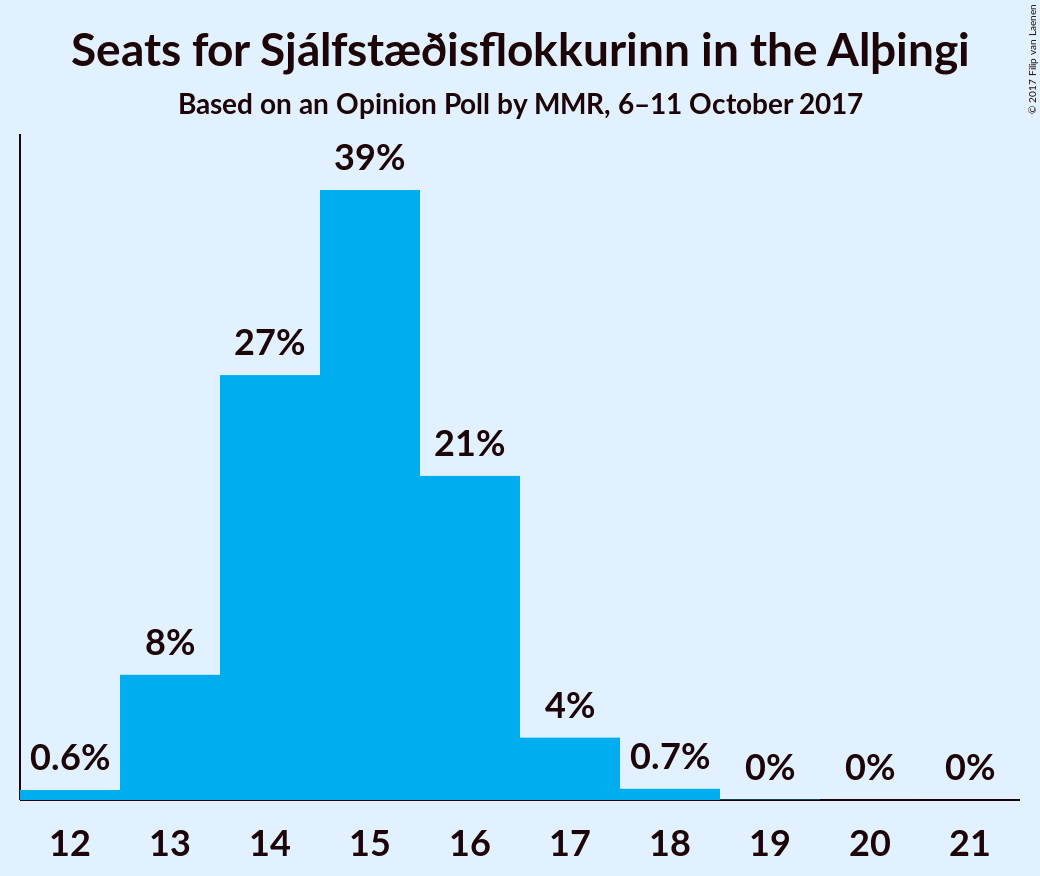 Seats for Sjálfstæðisflokkurinn in the Alþingi
Based on an Opinion Poll by MMR, 6–11 October 2017
© 2017 Filip van Laenen
39%
27%
21%
8%
4%
0.6%
0.7%
0%
0%
0%
12 13 14 15 16 17 18 19 20 21